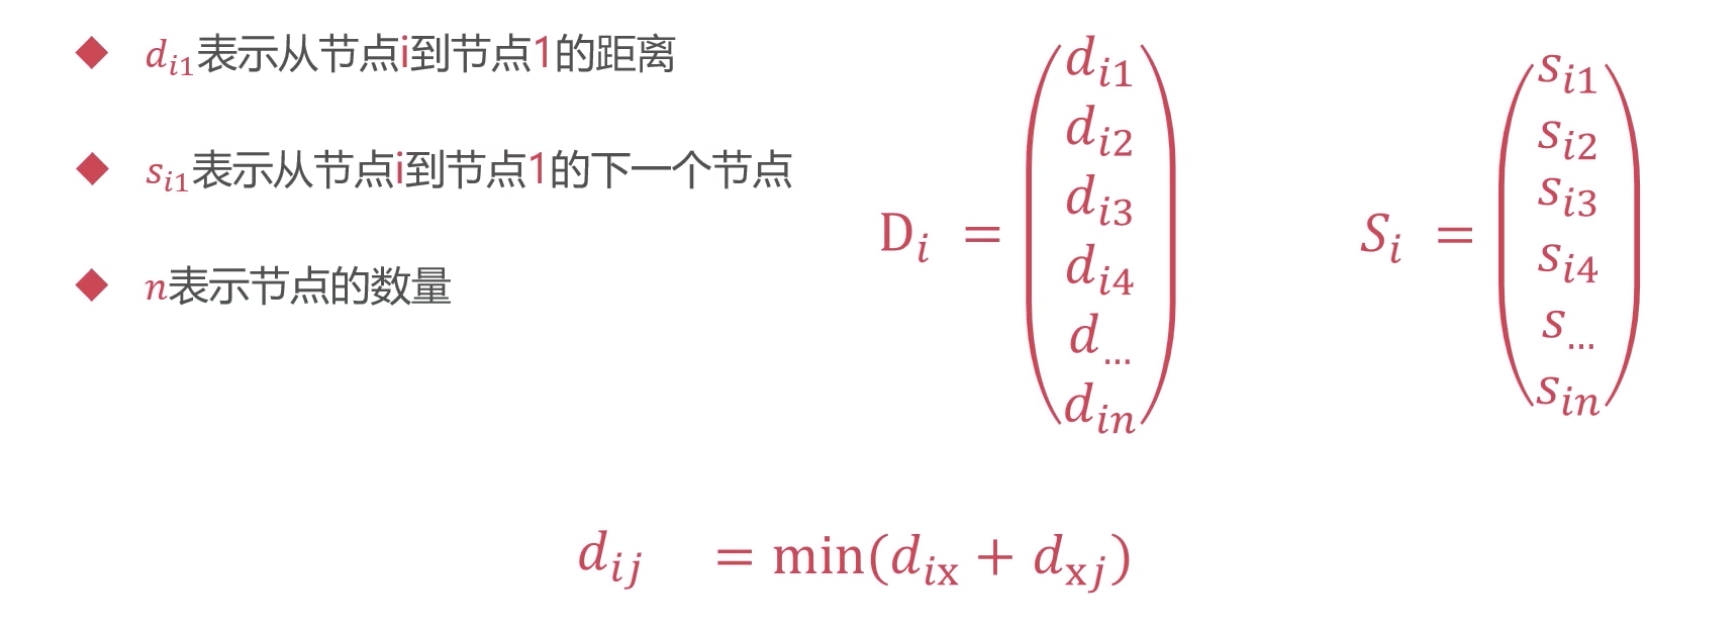 ◆ d_{i1}表示从节点i到节点1的距离
◆ s_{i1}表示从节点i到节点1的下一个节点
◆ n表示节点的数量
D_i =
d_{i1}
d_{i2}
d_{i3}
d_{i4}
d_{...}
d_{in}
S_i =
s_{i1}
s_{i2}
s_{i3}
s_{i4}
s_{...}
s_{in}
d_{ij} = min(d_{ix} + d_{xj})